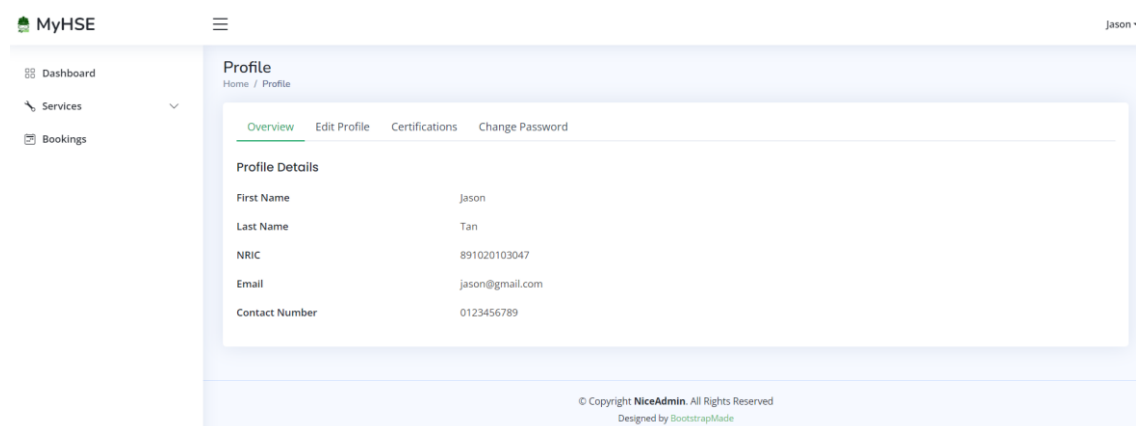 MyHSE
Jason
Dashboard
Services
Bookings
Profile
Home / Profile
Overview Edit Profile Certifications Change Password
Profile Details
First Name Jason
Last Name Tan
NRIC 891020103047
Email jason@gmail.com
Contact Number 0123456789
© Copyright NiceAdmin. All Rights Reserved
Designed by BootstrapMade